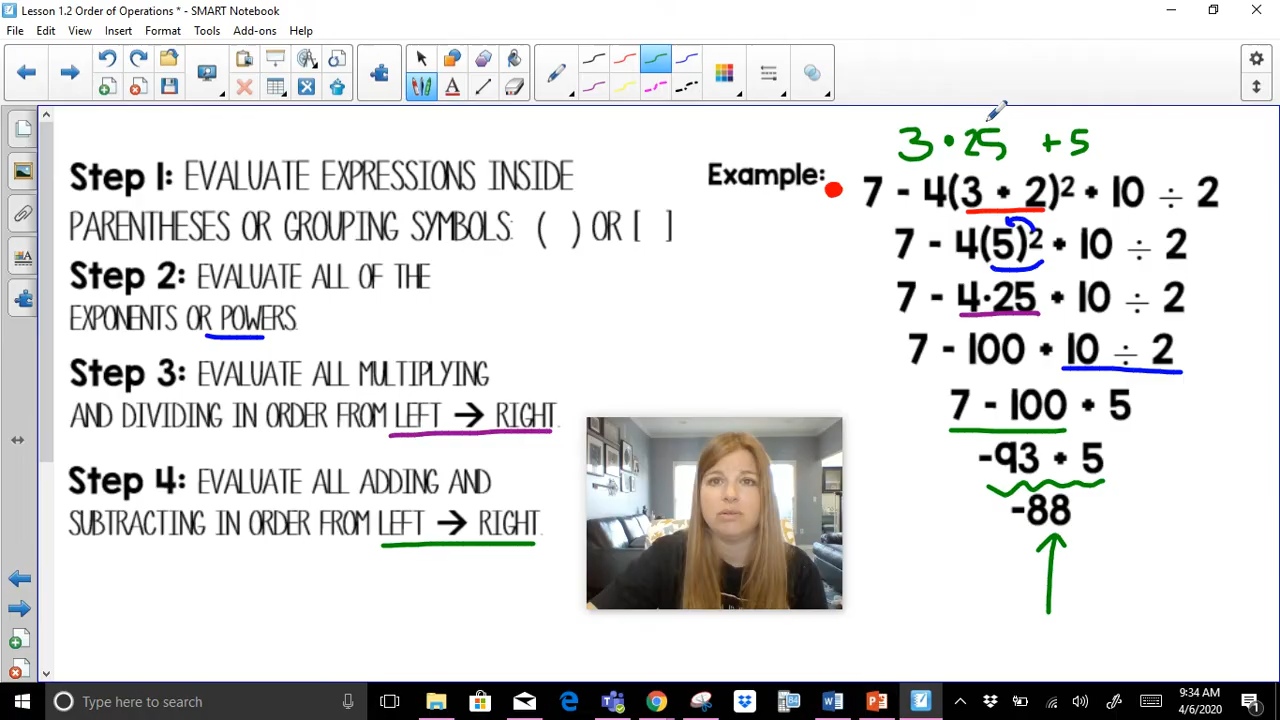 Lesson 1.2 Order of Operations * - SMART Notebook
File Edit View Insert Format Tools Add-ons Help
3 • 25 + 5
Step 1: EVALUATE EXPRESSIONS INSIDE
PARENTHESES OR GROUPING SYMBOLS: ( ) OR [ ]
Step 2: EVALUATE ALL OF THE
EXPONENTS OR POWERS.
Step 3: EVALUATE ALL MULTIPLYING
AND DIVIDING IN ORDER FROM LEFT → RIGHT.
Step 4: EVALUATE ALL ADDING AND
SUBTRACTING IN ORDER FROM LEFT → RIGHT.
Example:
7 - 4(3 + 2)² + 10 ÷ 2
7 - 4(5)² + 10 ÷ 2
7 - 4·25 + 10 ÷ 2
7 - 100 + 10 ÷ 2
7 - 100 + 5
-93 + 5
-88
Type here to search
9:34 AM
4/6/2020